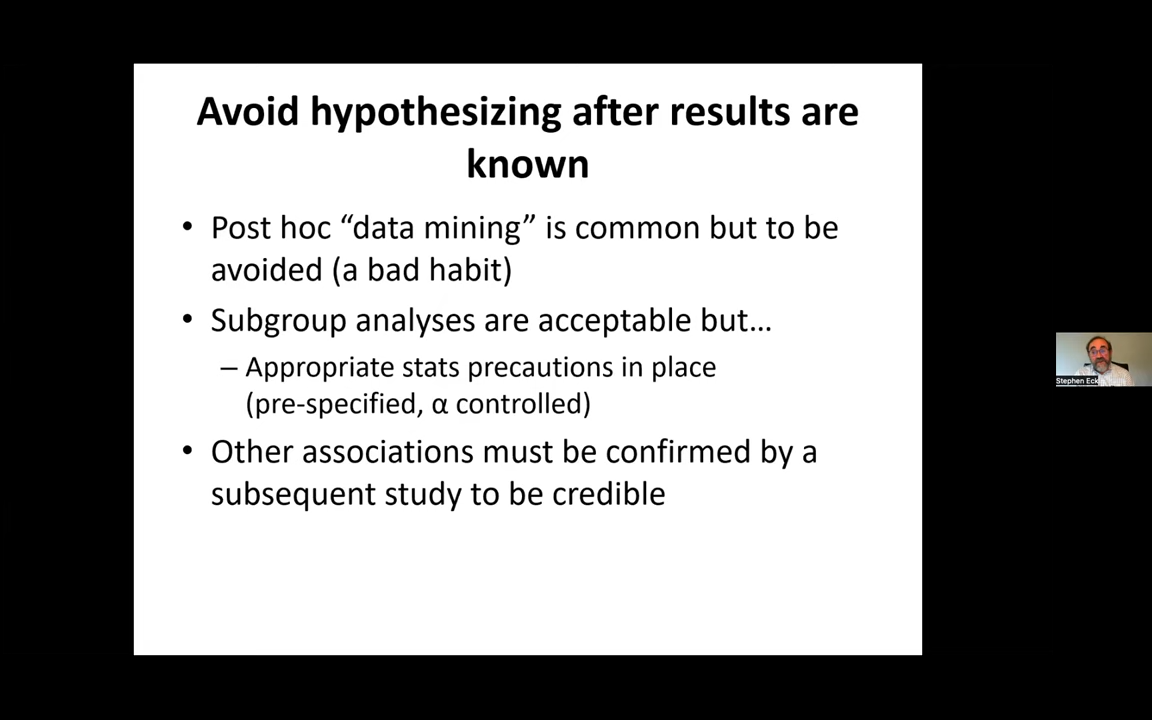 Avoid hypothesizing after results are
known
• Post hoc “data mining” is common but to be
avoided (a bad habit)
• Subgroup analyses are acceptable but…
– Appropriate stats precautions in place
(pre-specified, α controlled)
• Other associations must be confirmed by a
subsequent study to be credible
Stephen Eck